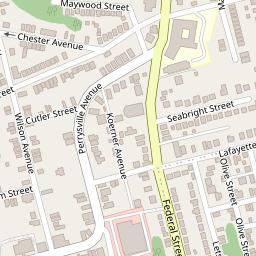 Maywood Street
Chester Avenue
Cutler Street
Perrysville Avenue
Koerner Avenue
Wilson Avenue
Seabright Street
Lafayette
Olive Street
Street
Federal Stree
Olive Stre